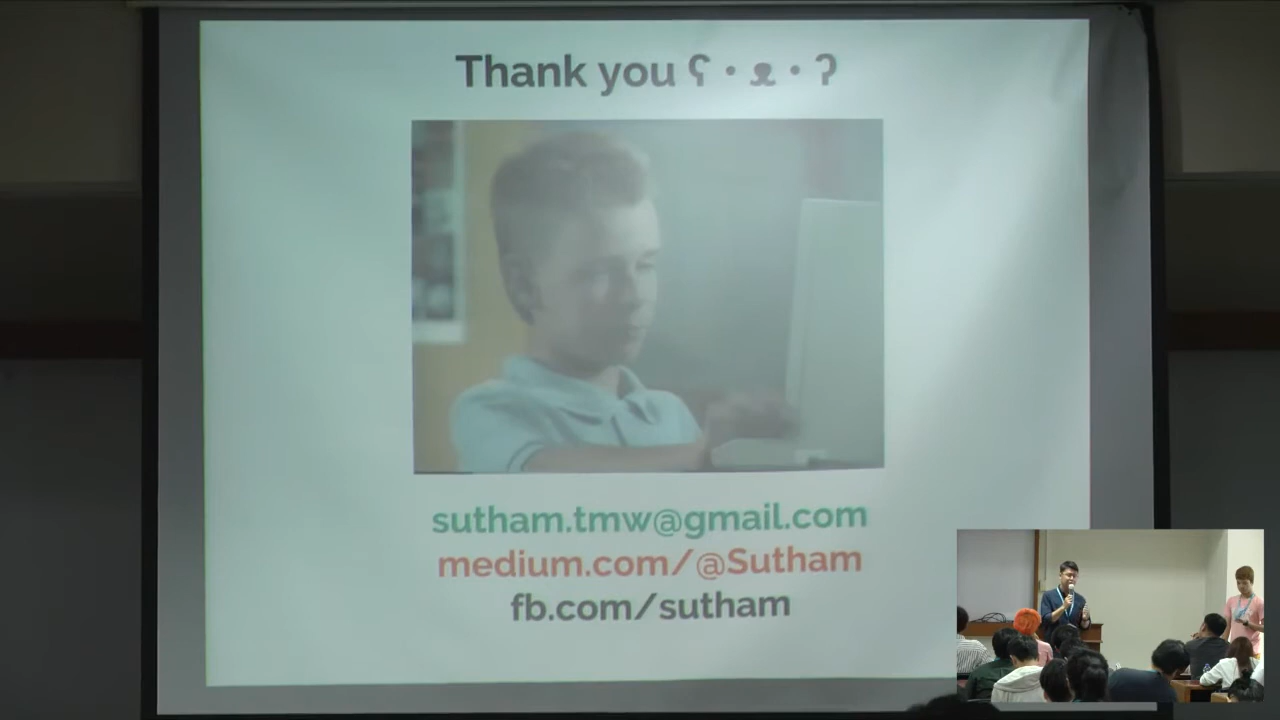 Thank you ʕ • ᴥ • ʔ
sutham.tmw@gmail.com
medium.com/@Sutham
fb.com/sutham